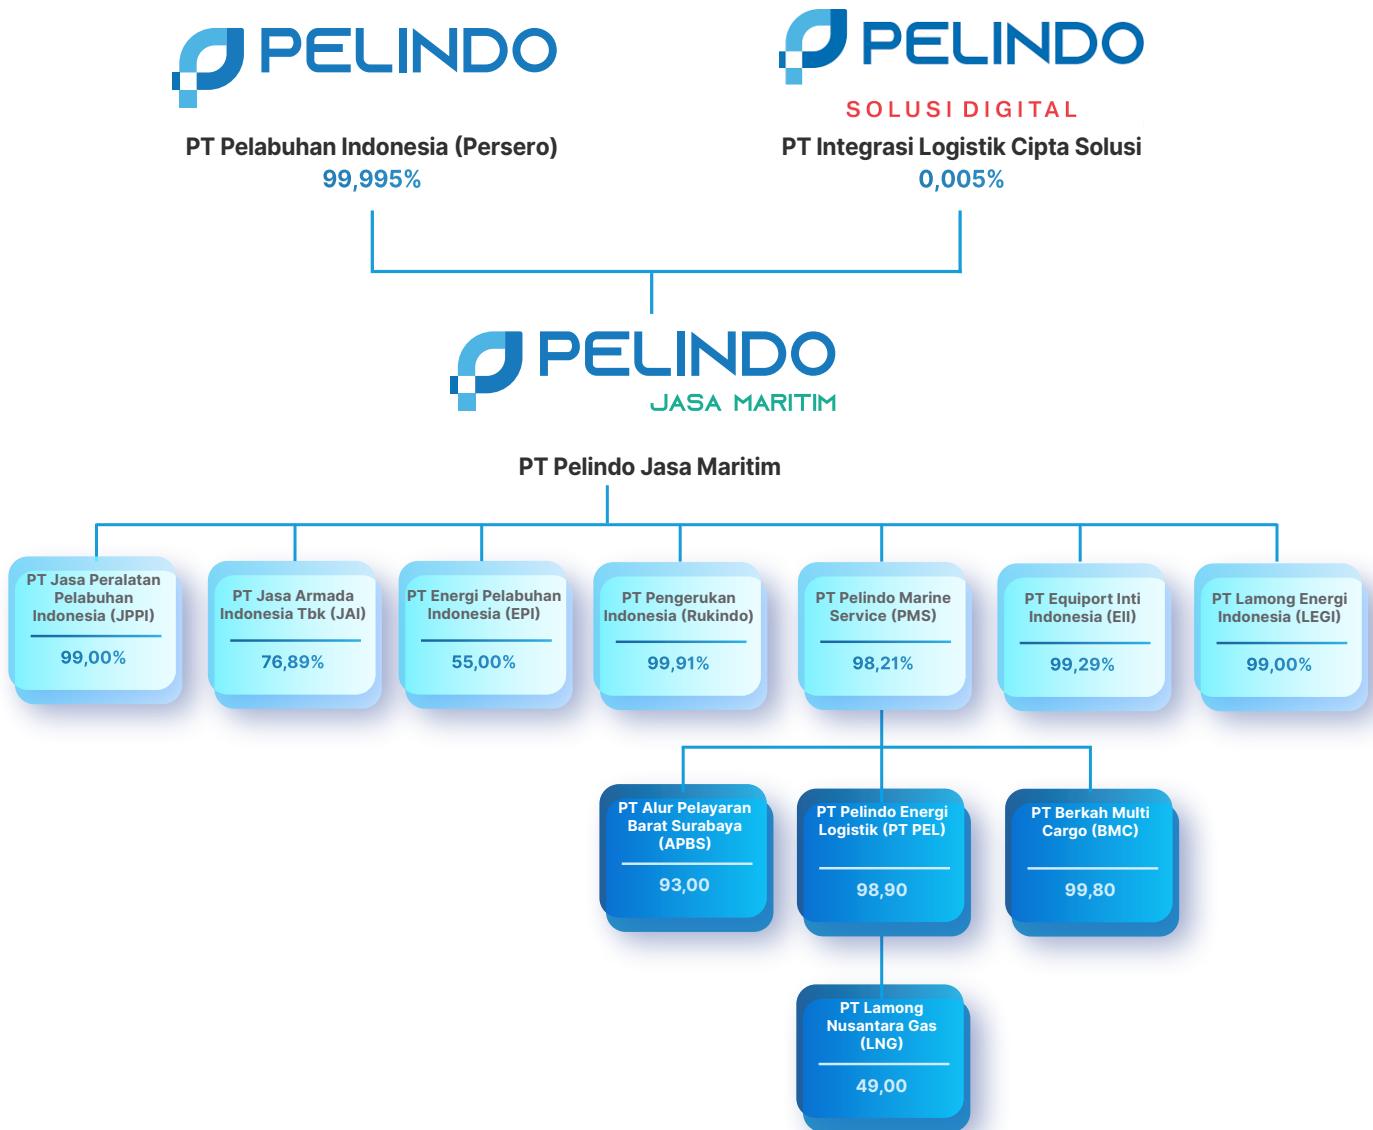 PELINDO
PT Pelabuhan Indonesia (Persero)
99,995%
PELINDO
SOLUSI DIGITAL
PT Integrasi Logistik Cipta Solusi
0,005%
PELINDO
JASA MARITIM
PT Pelindo Jasa Maritim
PT Jasa Peralatan
Pelabuhan
Indonesia (JPPI)
99,00%
PT Jasa Armada
Indonesia Tbk (JAI)
76,89%
PT Energi Pelabuhan
Indonesia (EPI)
55,00%
PT Pengerukan
Indonesia (Rukindo)
99,91%
PT Pelindo Marine
Service (PMS)
98,21%
PT Equiport Inti
Indonesia (EII)
99,29%
PT Lamong Energi
Indonesia (LEGI)
99,00%
PT Alur Pelayaran
Barat Surabaya
(APBS)
93,00
PT Pelindo Energi
Logistik (PT PEL)
98,90
PT Berkah Multi
Cargo (BMC)
99,80
PT Lamong
Nusantara Gas
(LNG)
49,00